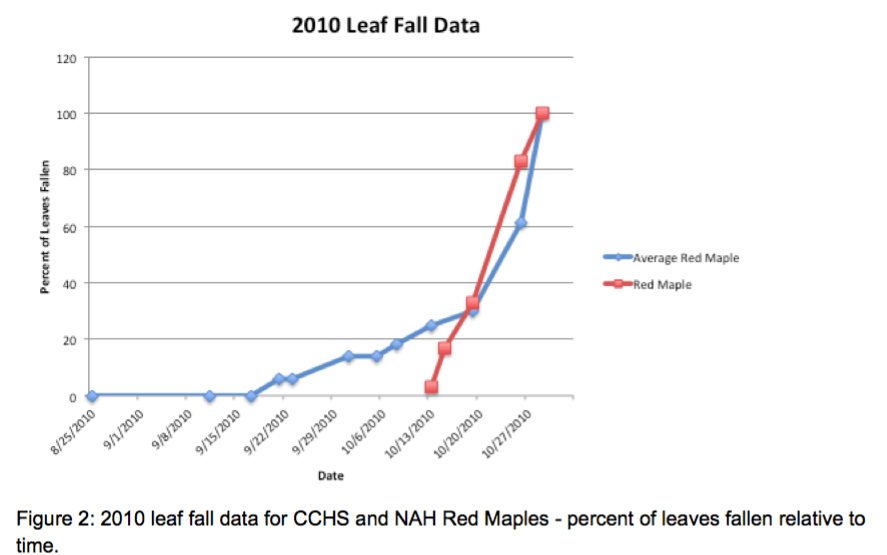 2010 Leaf Fall Data
Percent of Leaves Fallen
120
100
80
60
40
20
0
8/25/2010
9/1/2010
9/8/2010
9/15/2010
9/22/2010
9/29/2010
10/6/2010
10/13/2010
10/20/2010
10/27/2010
Date
Average Red Maple
Red Maple
Figure 2: 2010 leaf fall data for CCHS and NAH Red Maples - percent of leaves fallen relative to
time.